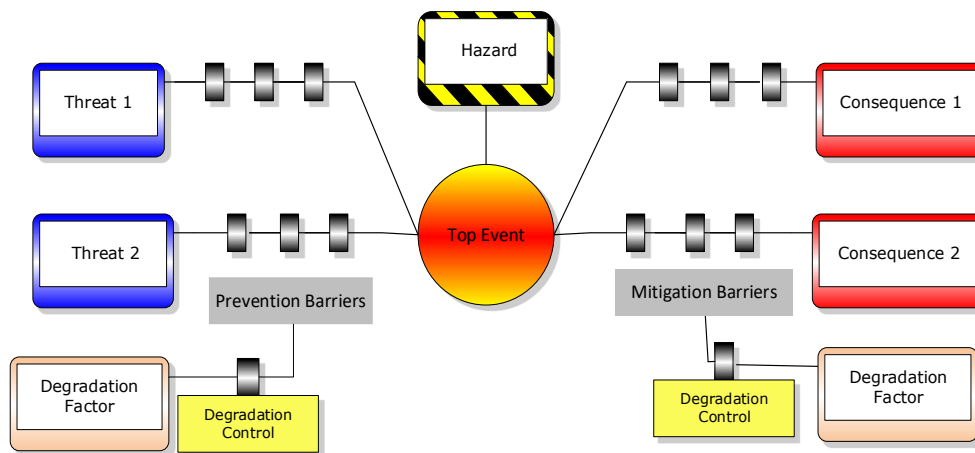 Hazard
Threat 1
Consequence 1
Top Event
Threat 2
Consequence 2
Prevention Barriers
Mitigation Barriers
Degradation
Factor
Degradation
Control
Degradation
Control
Degradation
Factor